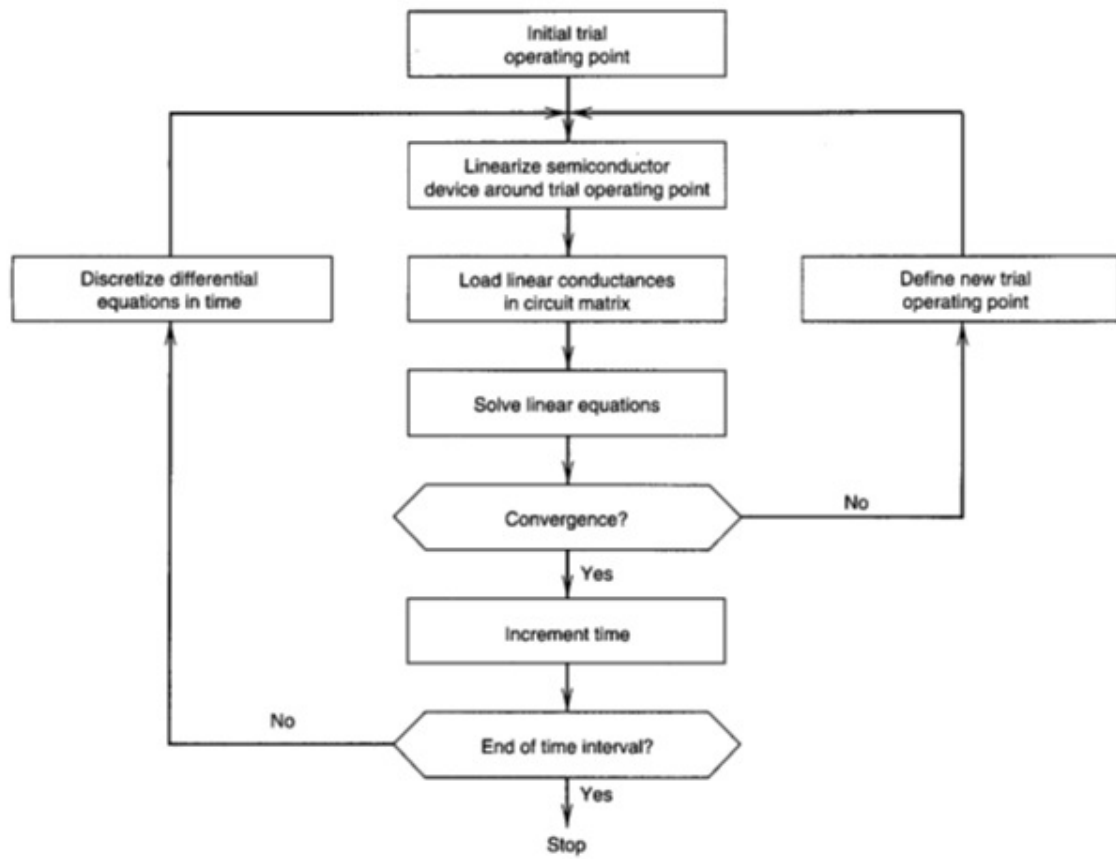 Initial trial
operating point
Linearize semiconductor
device around trial operating point
Discretize differential
equations in time
Load linear conductances
in circuit matrix
Define new trial
operating point
Solve linear equations
Convergence?
No
Yes
Increment time
No
End of time interval?
Yes
Stop